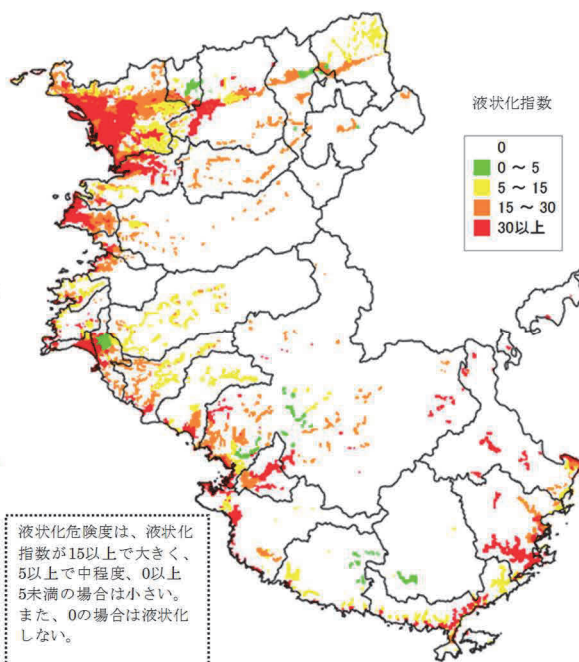 液状化指数
0
0 ～ 5
5 ～ 15
15 ～ 30
30以上
液状化危険度は、液状化
指数が15以上で大きく、
5以上で中程度、0以上
5未満の場合は小さい。
また、0の場合は液状化
しない。